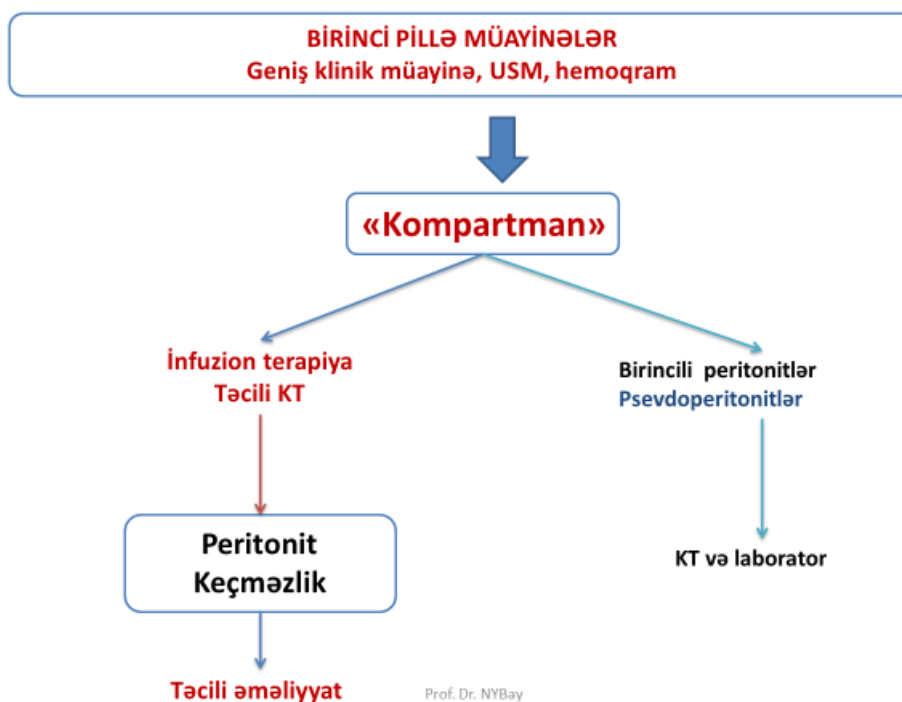 BİRİNCİ PİLLƏ MÜAYİNƏLƏR
Geniş klinik müayinə, USM, hemoqram
«Kompartman»
İnfuzion terapiya
Təcili KT
Birincili peritonitlər
Psevdoperitonitlər
Peritonit
Keçməzlik
KT və laborator
Təcili əməliyyat
Prof. Dr. NYBay